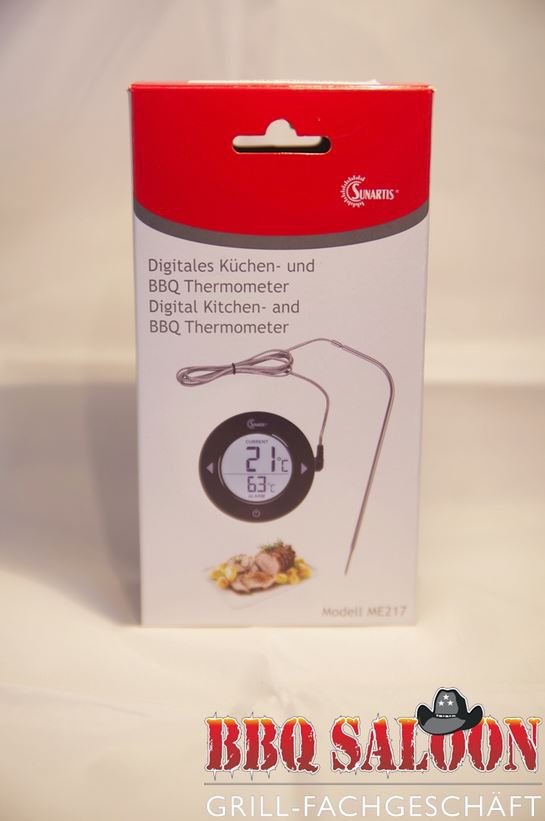 SUNARTIS®
Digitales Küchen- und
BBQ Thermometer
Digital Kitchen- and
BBQ Thermometer
SUNARTIS
CURRENT
21°C
63°C
ALARM
Modell ME217
BBQ SALOON
GRILL-FACHGESCHÄFT